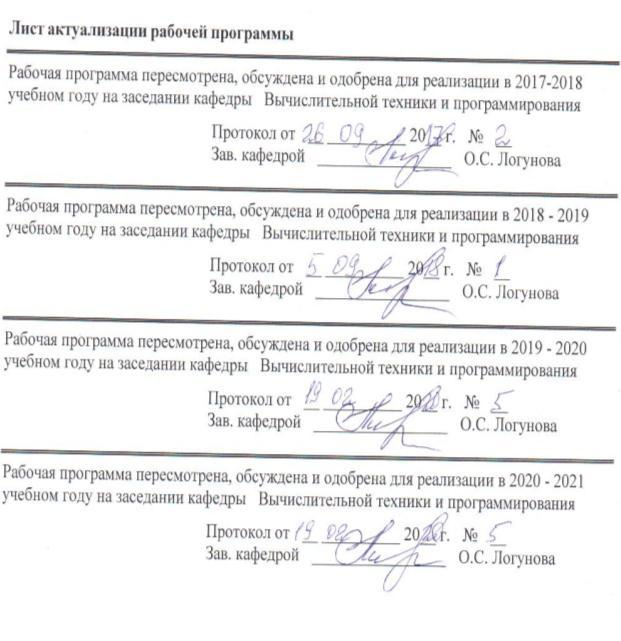 Лист актуализации рабочей программы
Рабочая программа пересмотрена, обсуждена и одобрена для реализации в 2017-2018
учебном году на заседании кафедры Вычислительной техники и программирования
Протокол от 26 09 2017 г. № 2
Зав. кафедрой О.С. Логунова
Рабочая программа пересмотрена, обсуждена и одобрена для реализации в 2018 - 2019
учебном году на заседании кафедры Вычислительной техники и программирования
Протокол от 5 09 2018 г. № 1
Зав. кафедрой О.С. Логунова
Рабочая программа пересмотрена, обсуждена и одобрена для реализации в 2019 - 2020
учебном году на заседании кафедры Вычислительной техники и программирования
Протокол от 19 02 20 г. № 5
Зав. кафедрой О.С. Логунова
Рабочая программа пересмотрена, обсуждена и одобрена для реализации в 2020 - 2021
учебном году на заседании кафедры Вычислительной техники и программирования
Протокол от 19 02 20 г. № 5
Зав. кафедрой О.С. Логунова